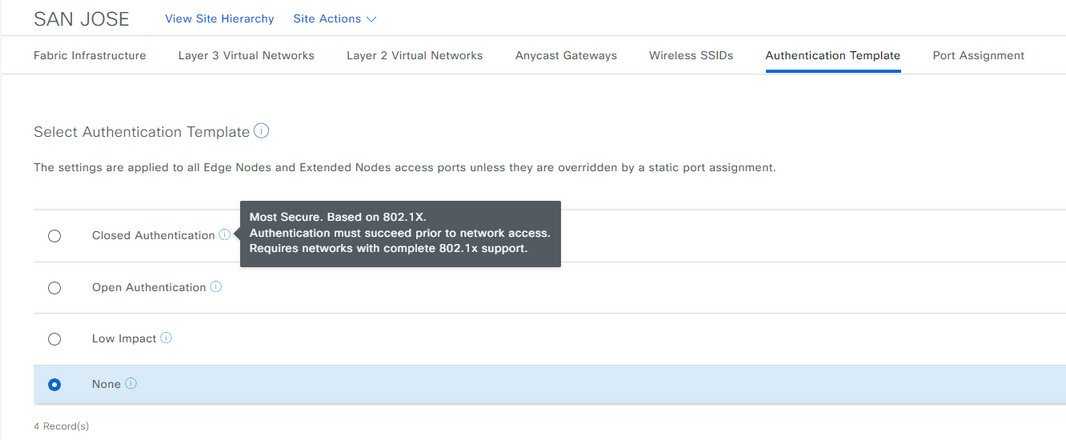 SAN JOSE View Site Hierarchy Site Actions
Fabric Infrastructure Layer 3 Virtual Networks Layer 2 Virtual Networks Anycast Gateways Wireless SSIDs Authentication Template Port Assignment
Select Authentication Template
The settings are applied to all Edge Nodes and Extended Nodes access ports unless they are overridden by a static port assignment.
Closed Authentication
Most Secure. Based on 802.1X.
Authentication must succeed prior to network access.
Requires networks with complete 802.1x support.
Open Authentication
Low Impact
None
4 Record(s)